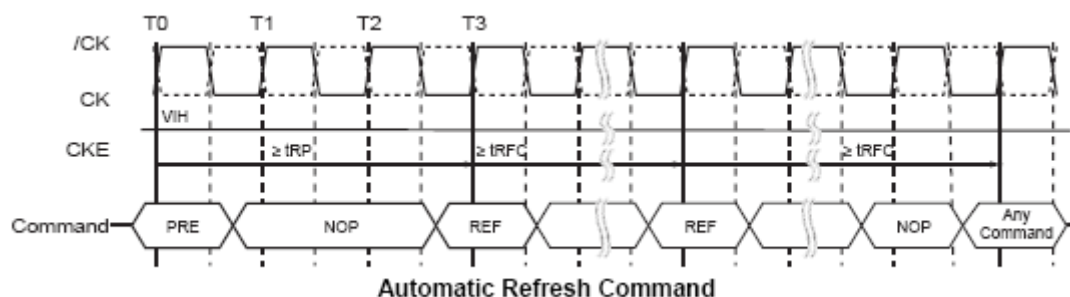 T0 T1 T2 T3
/CK
CK
VIH
CKE
≥ tRP ≥ tRFC ≥ tRFC
Command PRE NOP REF REF NOP Any Command
Automatic Refresh Command